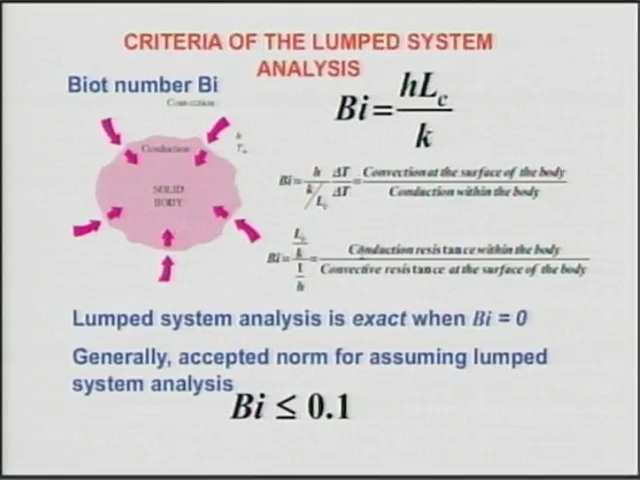 CRITERIA OF THE LUMPED SYSTEM
ANALYSIS
Biot number Bi
Convection
h
T∞
Conduction
SOLID
BODY
Bi = hLc / k
Bi = h / (k / Lc) ΔT / ΔT = Convection at the surface of the body / Conduction within the body
Bi = (Lc / k) / (1 / h) = Conduction resistance within the body / Convective resistance at the surface of the body
Lumped system analysis is exact when Bi = 0
Generally, accepted norm for assuming lumped
system analysis
Bi ≤ 0.1